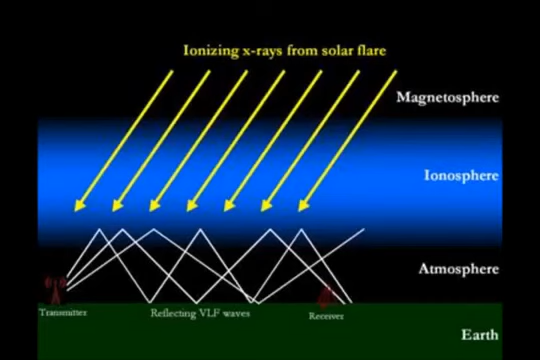 Ionizing x-rays from solar flare
Magnetosphere
Ionosphere
Atmosphere
Transmitter
Reflecting VLF waves
Receiver
Earth